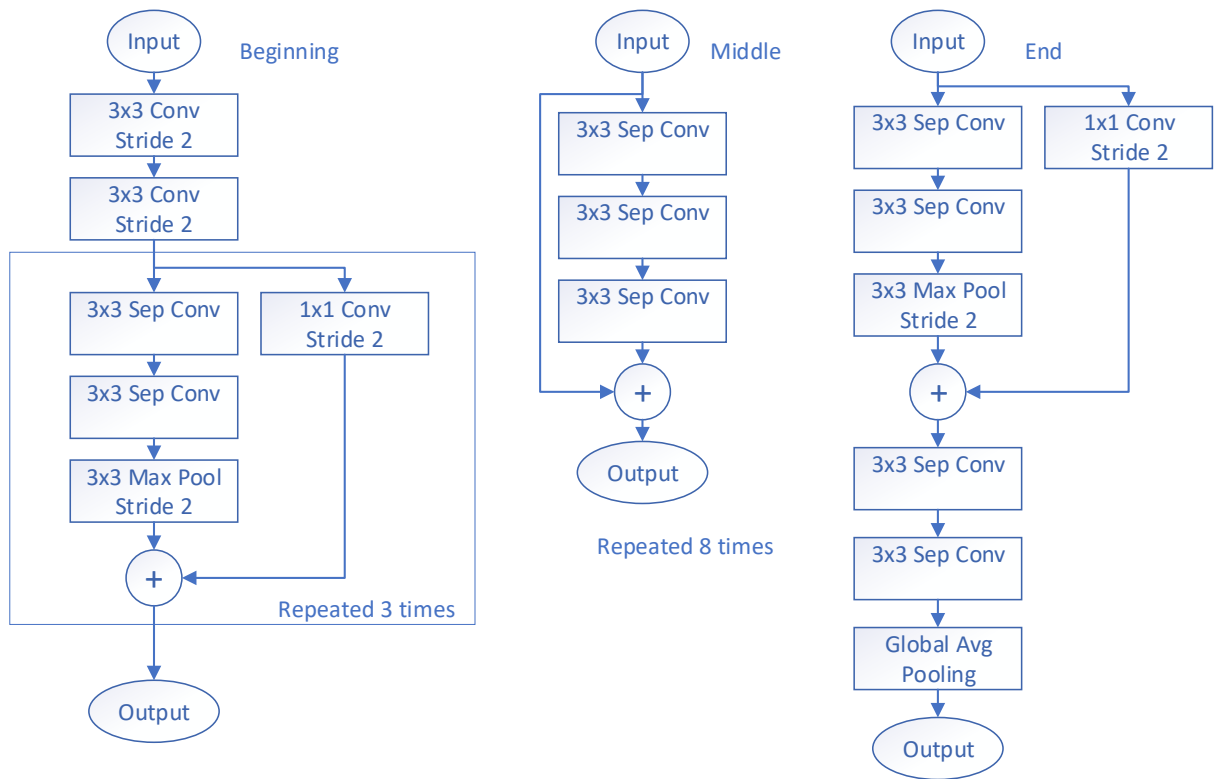 Input
Beginning
3x3 Conv
Stride 2
3x3 Conv
Stride 2
3x3 Sep Conv
1x1 Conv
Stride 2
3x3 Sep Conv
3x3 Max Pool
Stride 2
+
Repeated 3 times
Output
Input
Middle
3x3 Sep Conv
3x3 Sep Conv
3x3 Sep Conv
+
Output
Repeated 8 times
Input
End
3x3 Sep Conv
1x1 Conv
Stride 2
3x3 Sep Conv
3x3 Max Pool
Stride 2
+
3x3 Sep Conv
3x3 Sep Conv
Global Avg
Pooling
Output